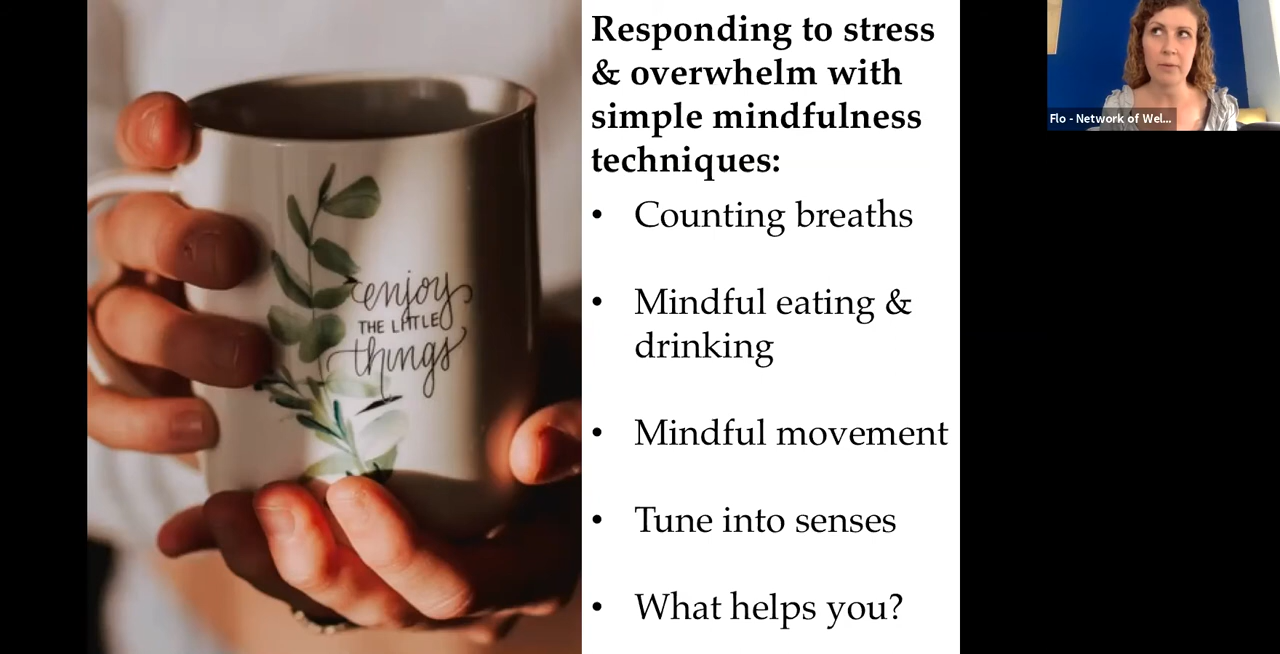 enjoy
THE LITTLE
things
Responding to stress
& overwhelm with
simple mindfulness
techniques:
• Counting breaths
• Mindful eating &
drinking
• Mindful movement
• Tune into senses
• What helps you?
Flo - Network of Wel...